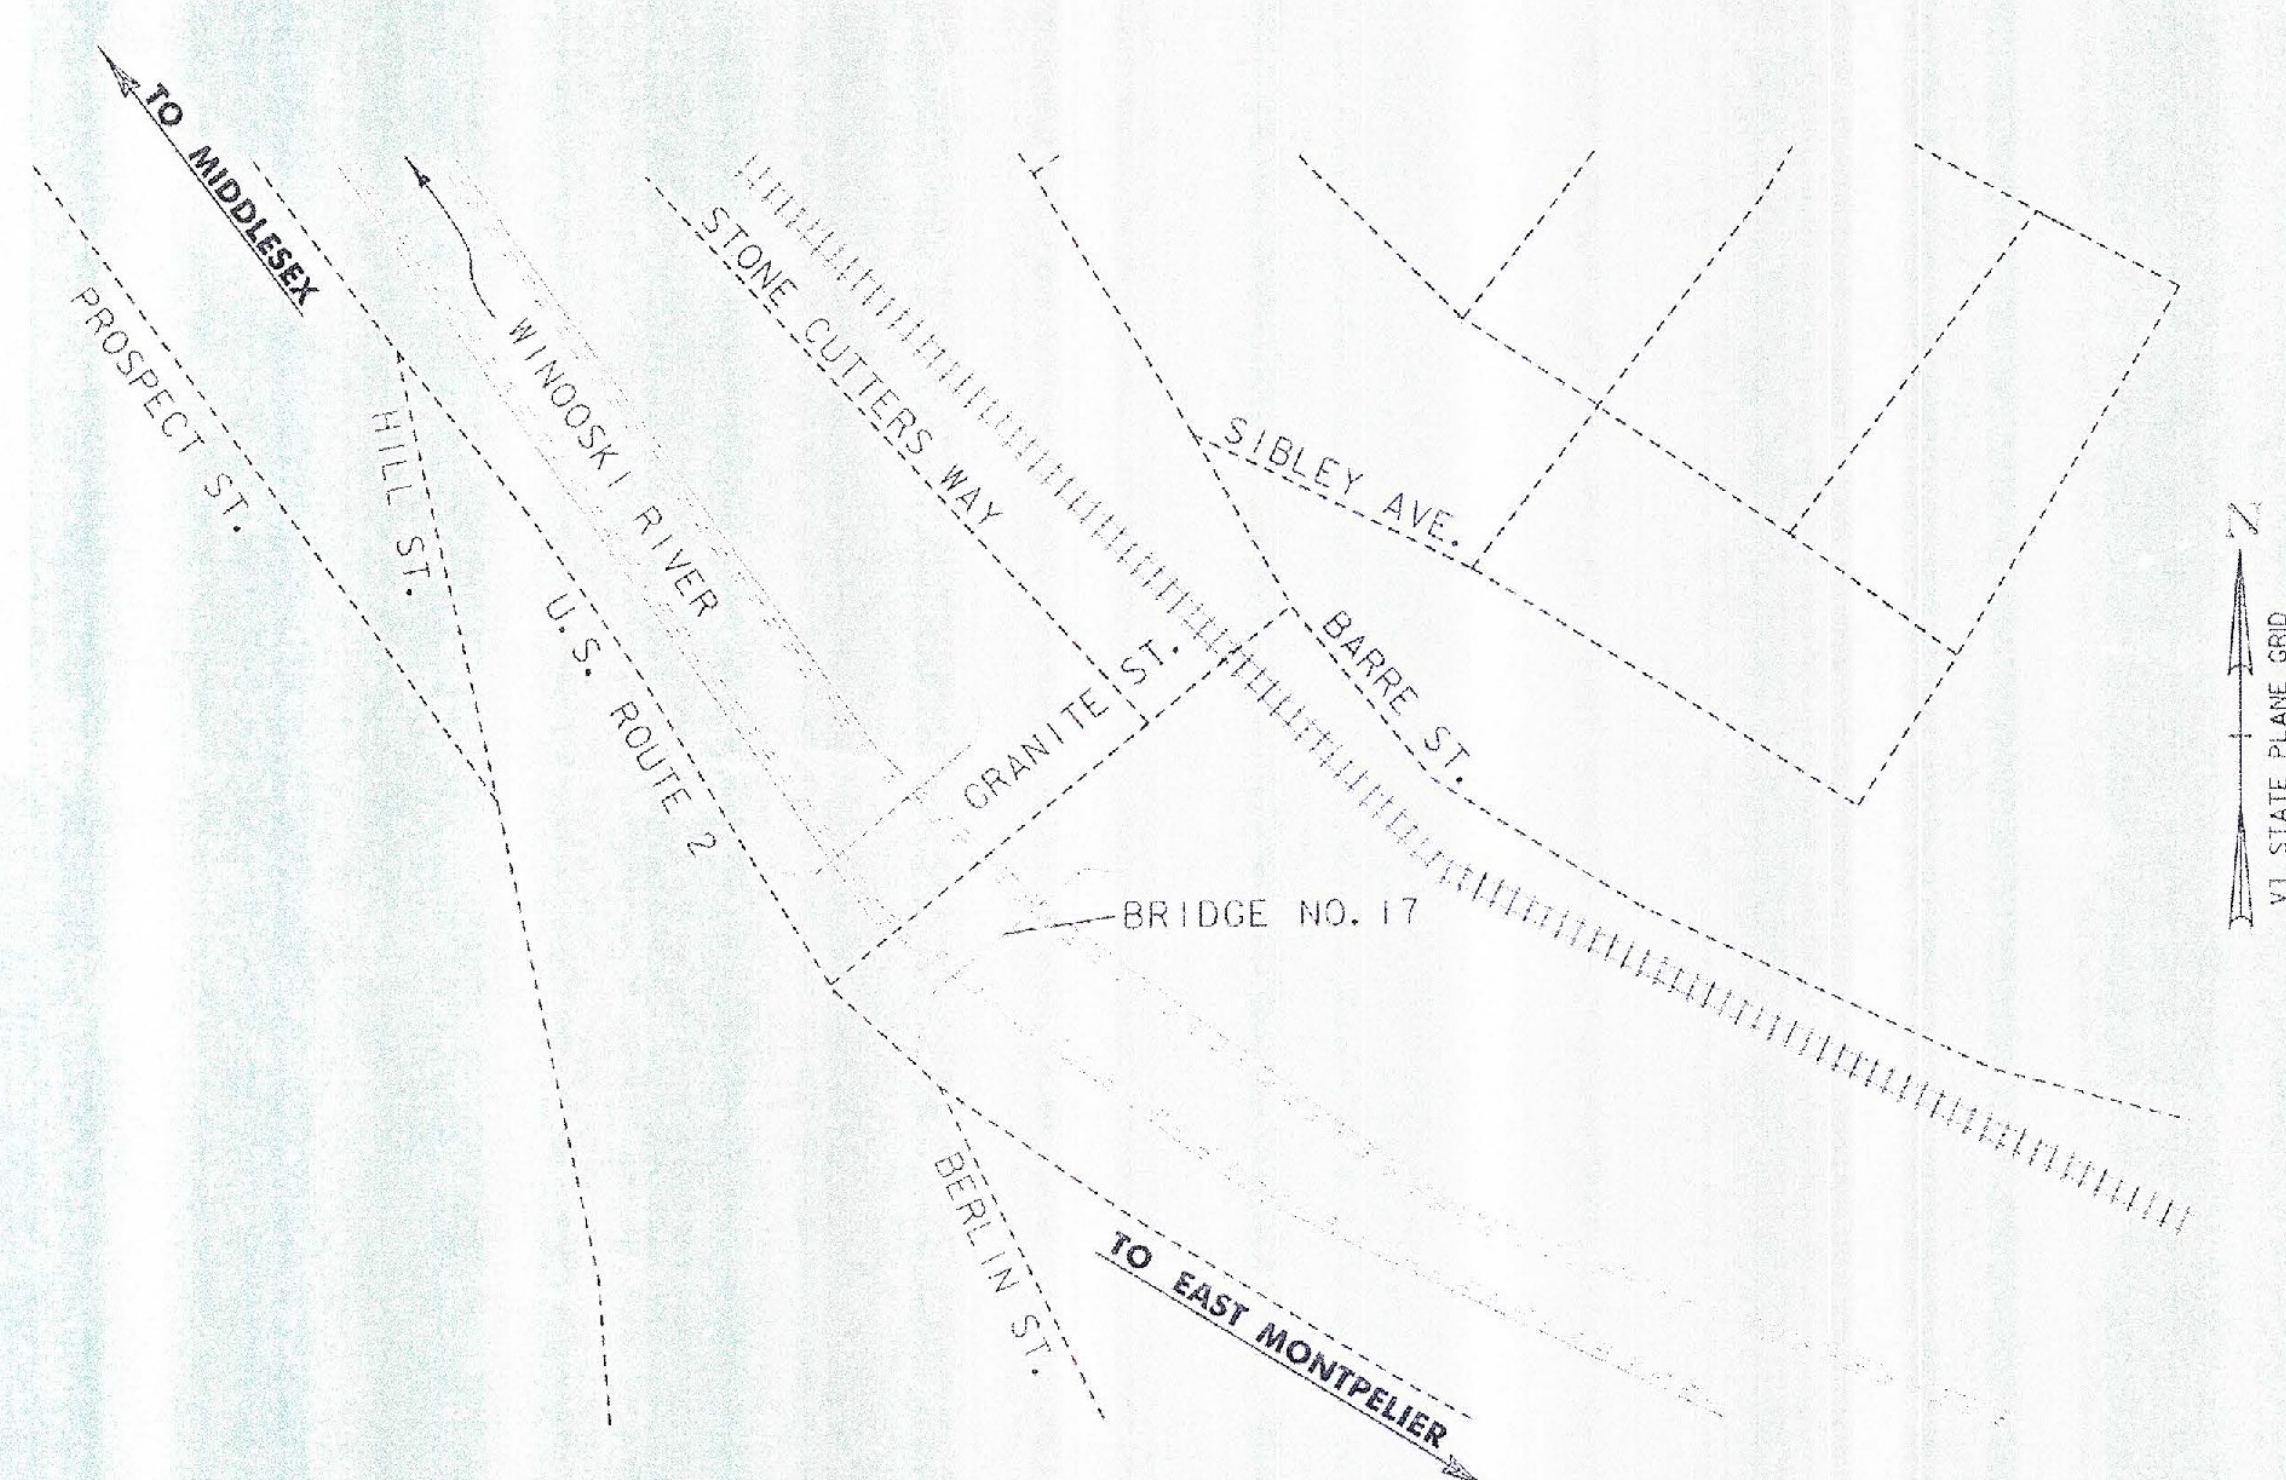 TO MIDDLESEX
PROSPECT ST.
HILL ST.
WINOOSKI RIVER
U.S. ROUTE 2
STONE CUTTERS WAY
SIBLEY AVE.
BARRE ST.
GRANITE ST.
BRIDGE NO. 17
BERLIN ST.
TO EAST MONTPELIER
N
VT STATE PLANE GRID